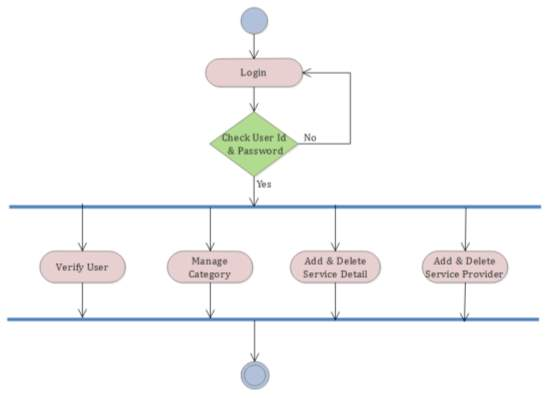 Login
Check User Id
& Password
No
Yes
Verify User
Manage
Category
Add & Delete
Service Detail
Add & Delete
Service Provider